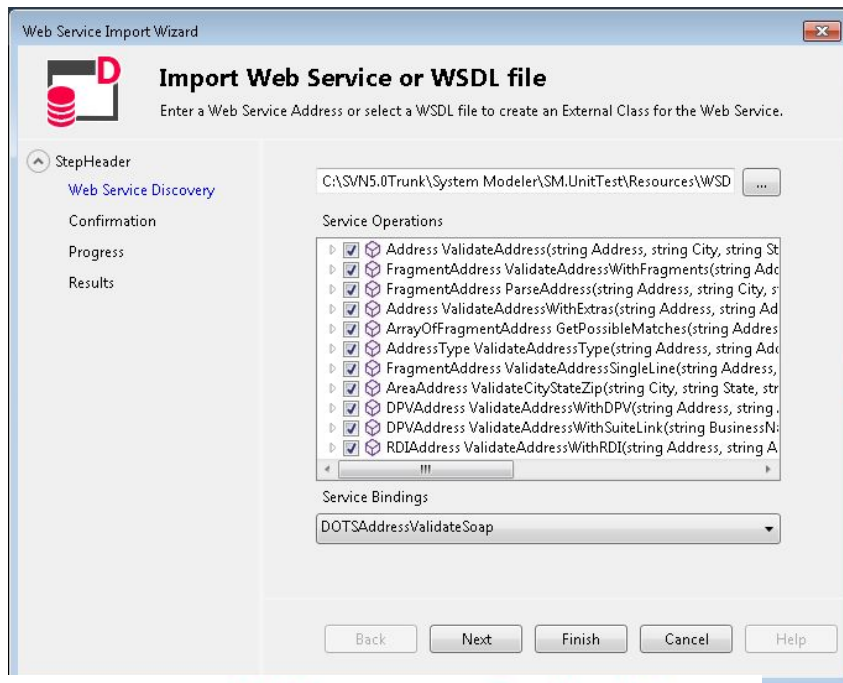 Web Service Import Wizard
D
Import Web Service or WSDL file
Enter a Web Service Address or select a WSDL file to create an External Class for the Web Service.
StepHeader
Web Service Discovery
Confirmation
Progress
Results
C:\SVN5.0Trunk\System Modeler\SM.UnitTest\Resources\WSD
...
Service Operations
Address ValidateAddress(string Address, string City, string St
FragmentAddress ValidateAddressWithFragments(string Add
FragmentAddress ParseAddress(string Address, string City, s
Address ValidateAddressWithExtras(string Address, string Ad
ArrayOfFragmentAddress GetPossibleMatches(string Addres
AddressType ValidateAddressType(string Address, string Add
FragmentAddress ValidateAddressSingleLine(string Address,
AreaAddress ValidateCityStateZip(string City, string State, str
DPVAddress ValidateAddressWithDPV(string Address, string
DPVAddress ValidateAddressWithSuiteLink(string BusinessN
RDIAddress ValidateAddressWithRDI(string Address, string A
Service Bindings
DOTSAddressValidateSoap
Back
Next
Finish
Cancel
Help